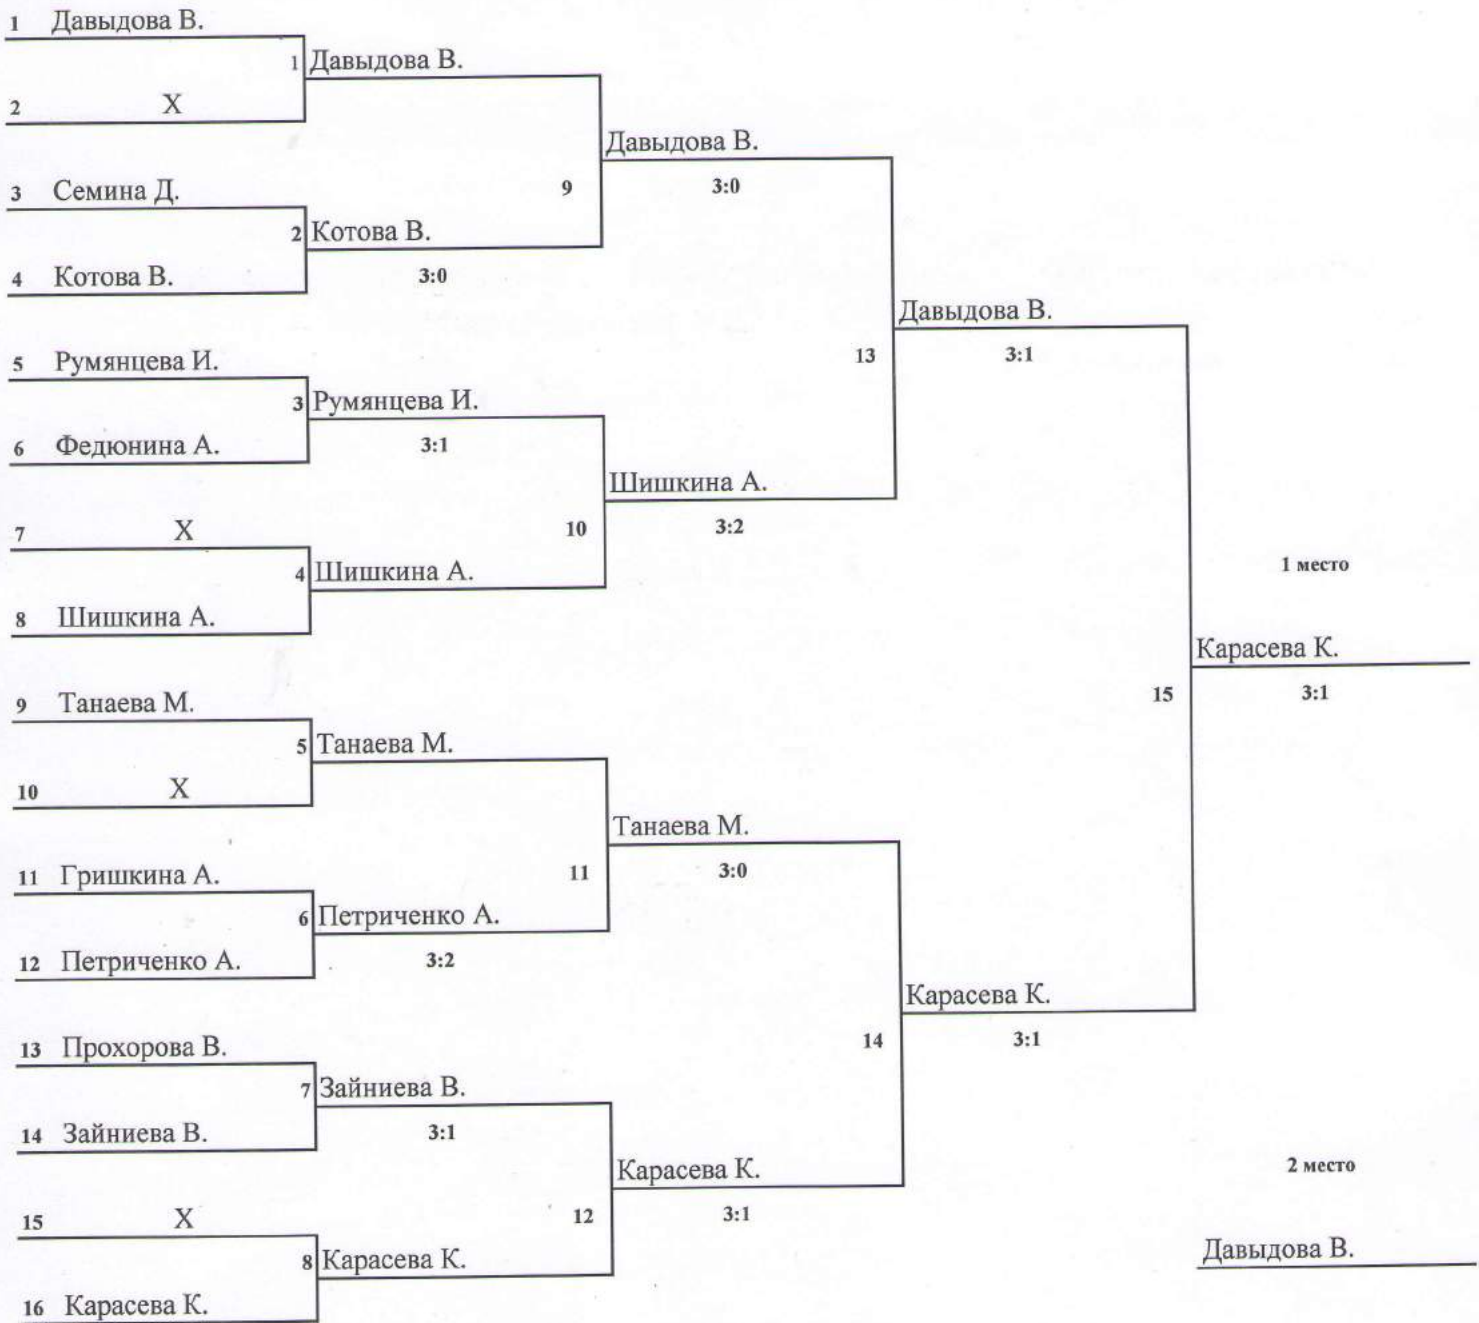 1 Давыдова В.
1 Давыдова В.
2 X
Давыдова В.
3 Семина Д.
9
3:0
2 Котова В.
4 Котова В.
3:0
Давыдова В.
5 Румянцева И.
13
3:1
3 Румянцева И.
6 Федюнина А.
3:1
Шишкина А.
7 X
10
3:2
4 Шишкина А.
1 место
8 Шишкина А.
Карасева К.
9 Танаева М.
15
3:1
5 Танаева М.
10 X
Танаева М.
11 Гришкина А.
11
3:0
6 Петриченко А.
12 Петриченко А.
3:2
Карасева К.
13 Прохорова В.
14
3:1
7 Зайниева В.
14 Зайниева В.
3:1
Карасева К.
2 место
15 X
12
3:1
8 Карасева К.
Давыдова В.
16 Карасева К.